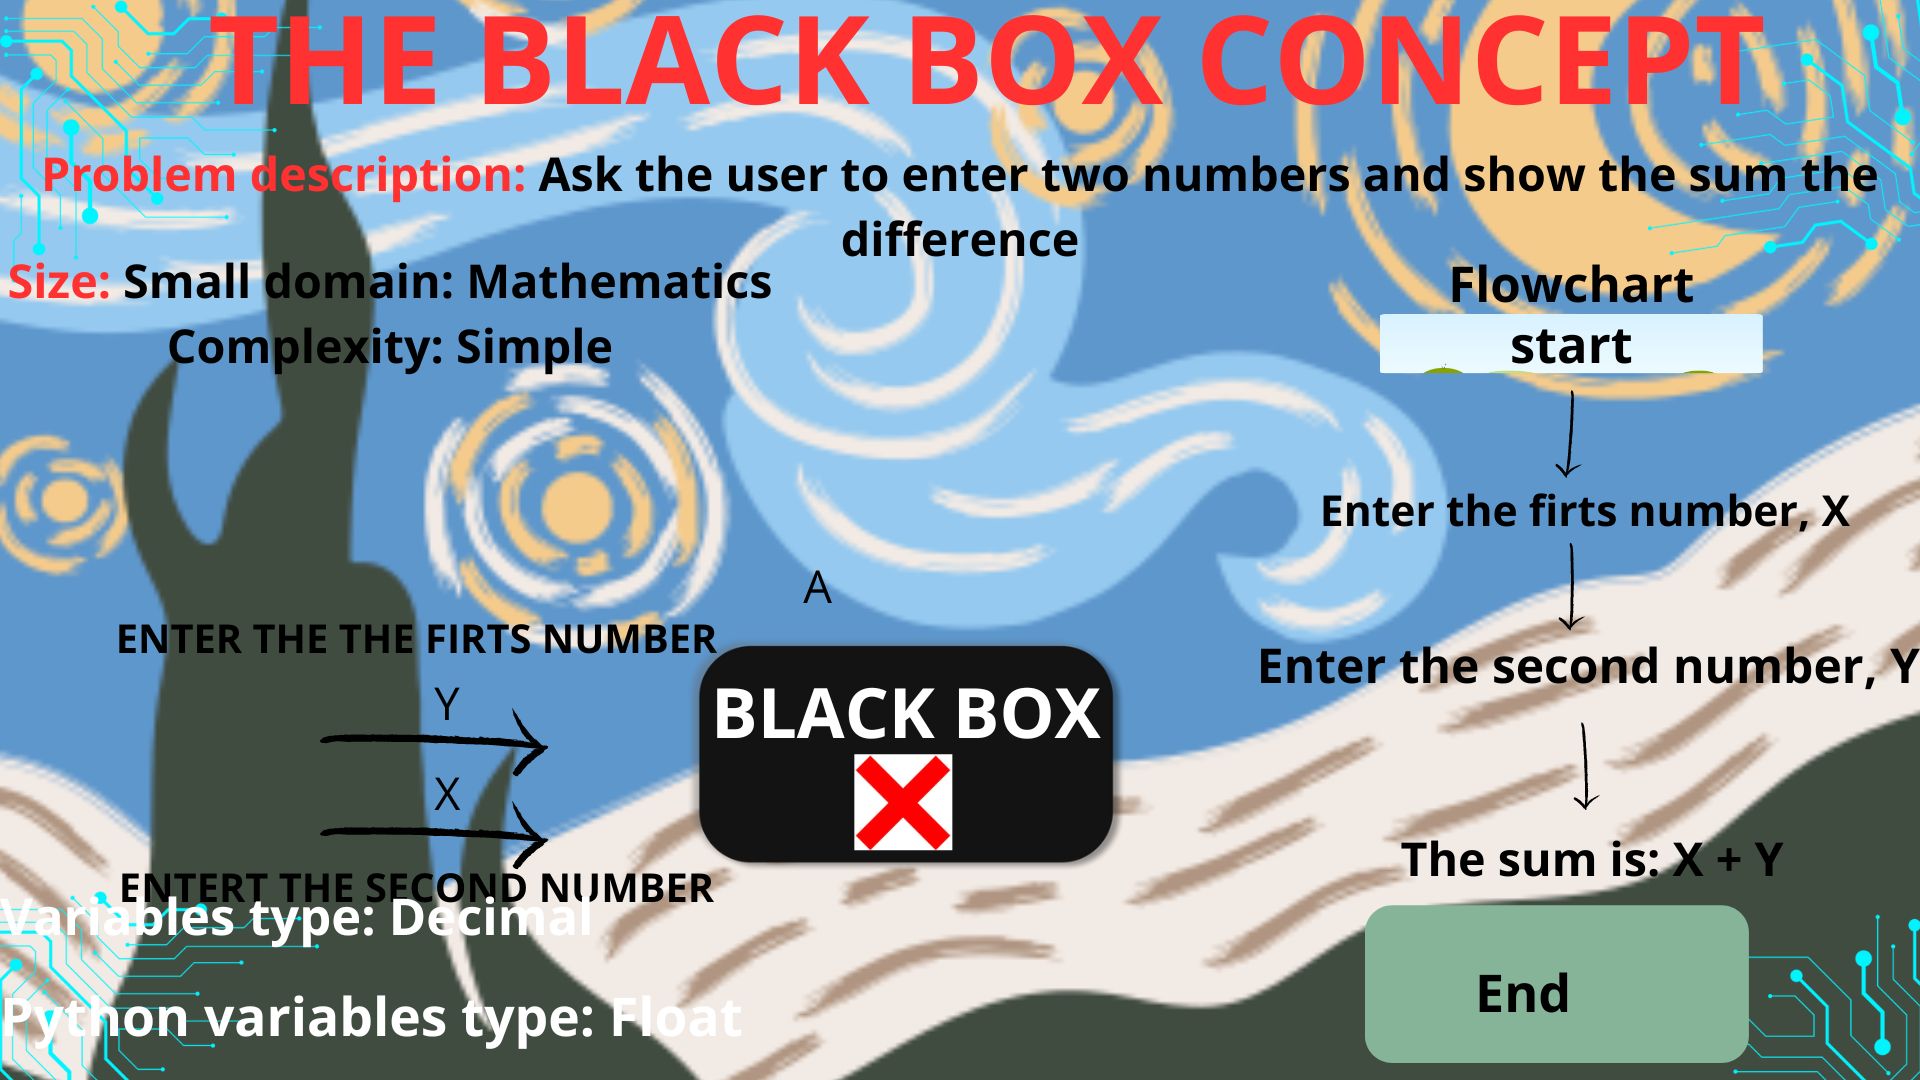 THE BLACK BOX CONCEPT
Problem description: Ask the user to enter two numbers and show the sum the
difference
Size: Small domain: Mathematics
Complexity: Simple
Flowchart
start
Enter the firts number, X
Enter the second number, Y
The sum is: X + Y
End
A
ENTER THE THE FIRTS NUMBER
Y
X
ENTERT THE SECOND NUMBER
BLACK BOX
Variables type: Decimal
Python variables type: Float